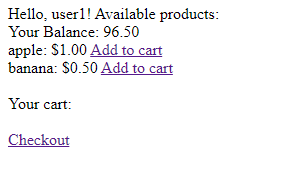 Hello, user1! Available products:
Your Balance: 96.50
apple: $1.00 Add to cart
banana: $0.50 Add to cart
Your cart:
Checkout